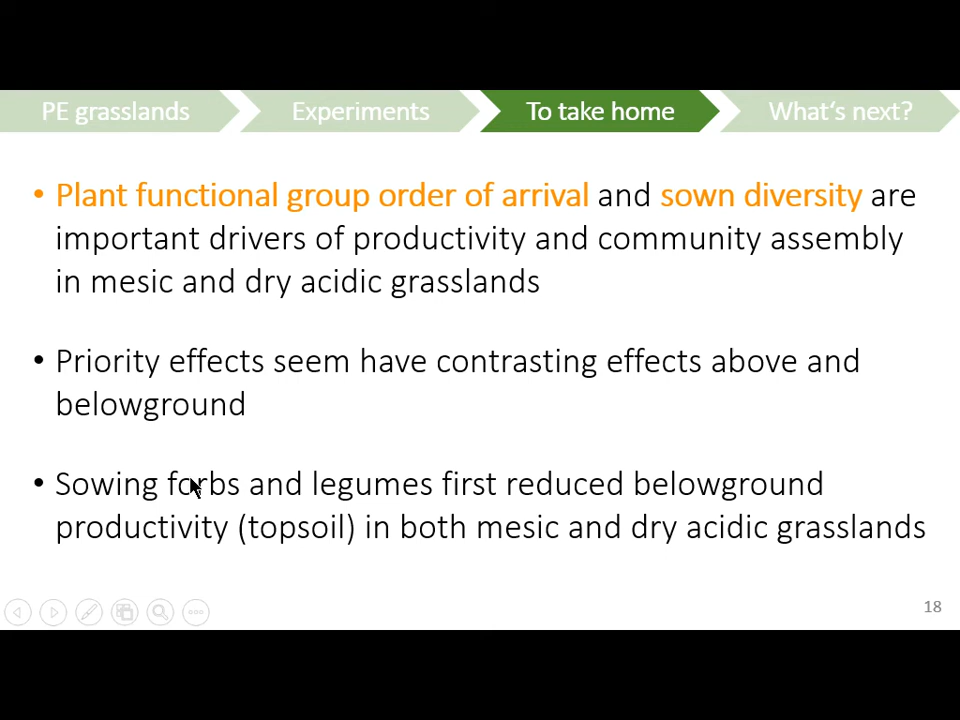 PE grasslands
Experiments
To take home
What's next?
• Plant functional group order of arrival and sown diversity are
important drivers of productivity and community assembly
in mesic and dry acidic grasslands
• Priority effects seem have contrasting effects above and
belowground
• Sowing forbs and legumes first reduced belowground
productivity (topsoil) in both mesic and dry acidic grasslands
18